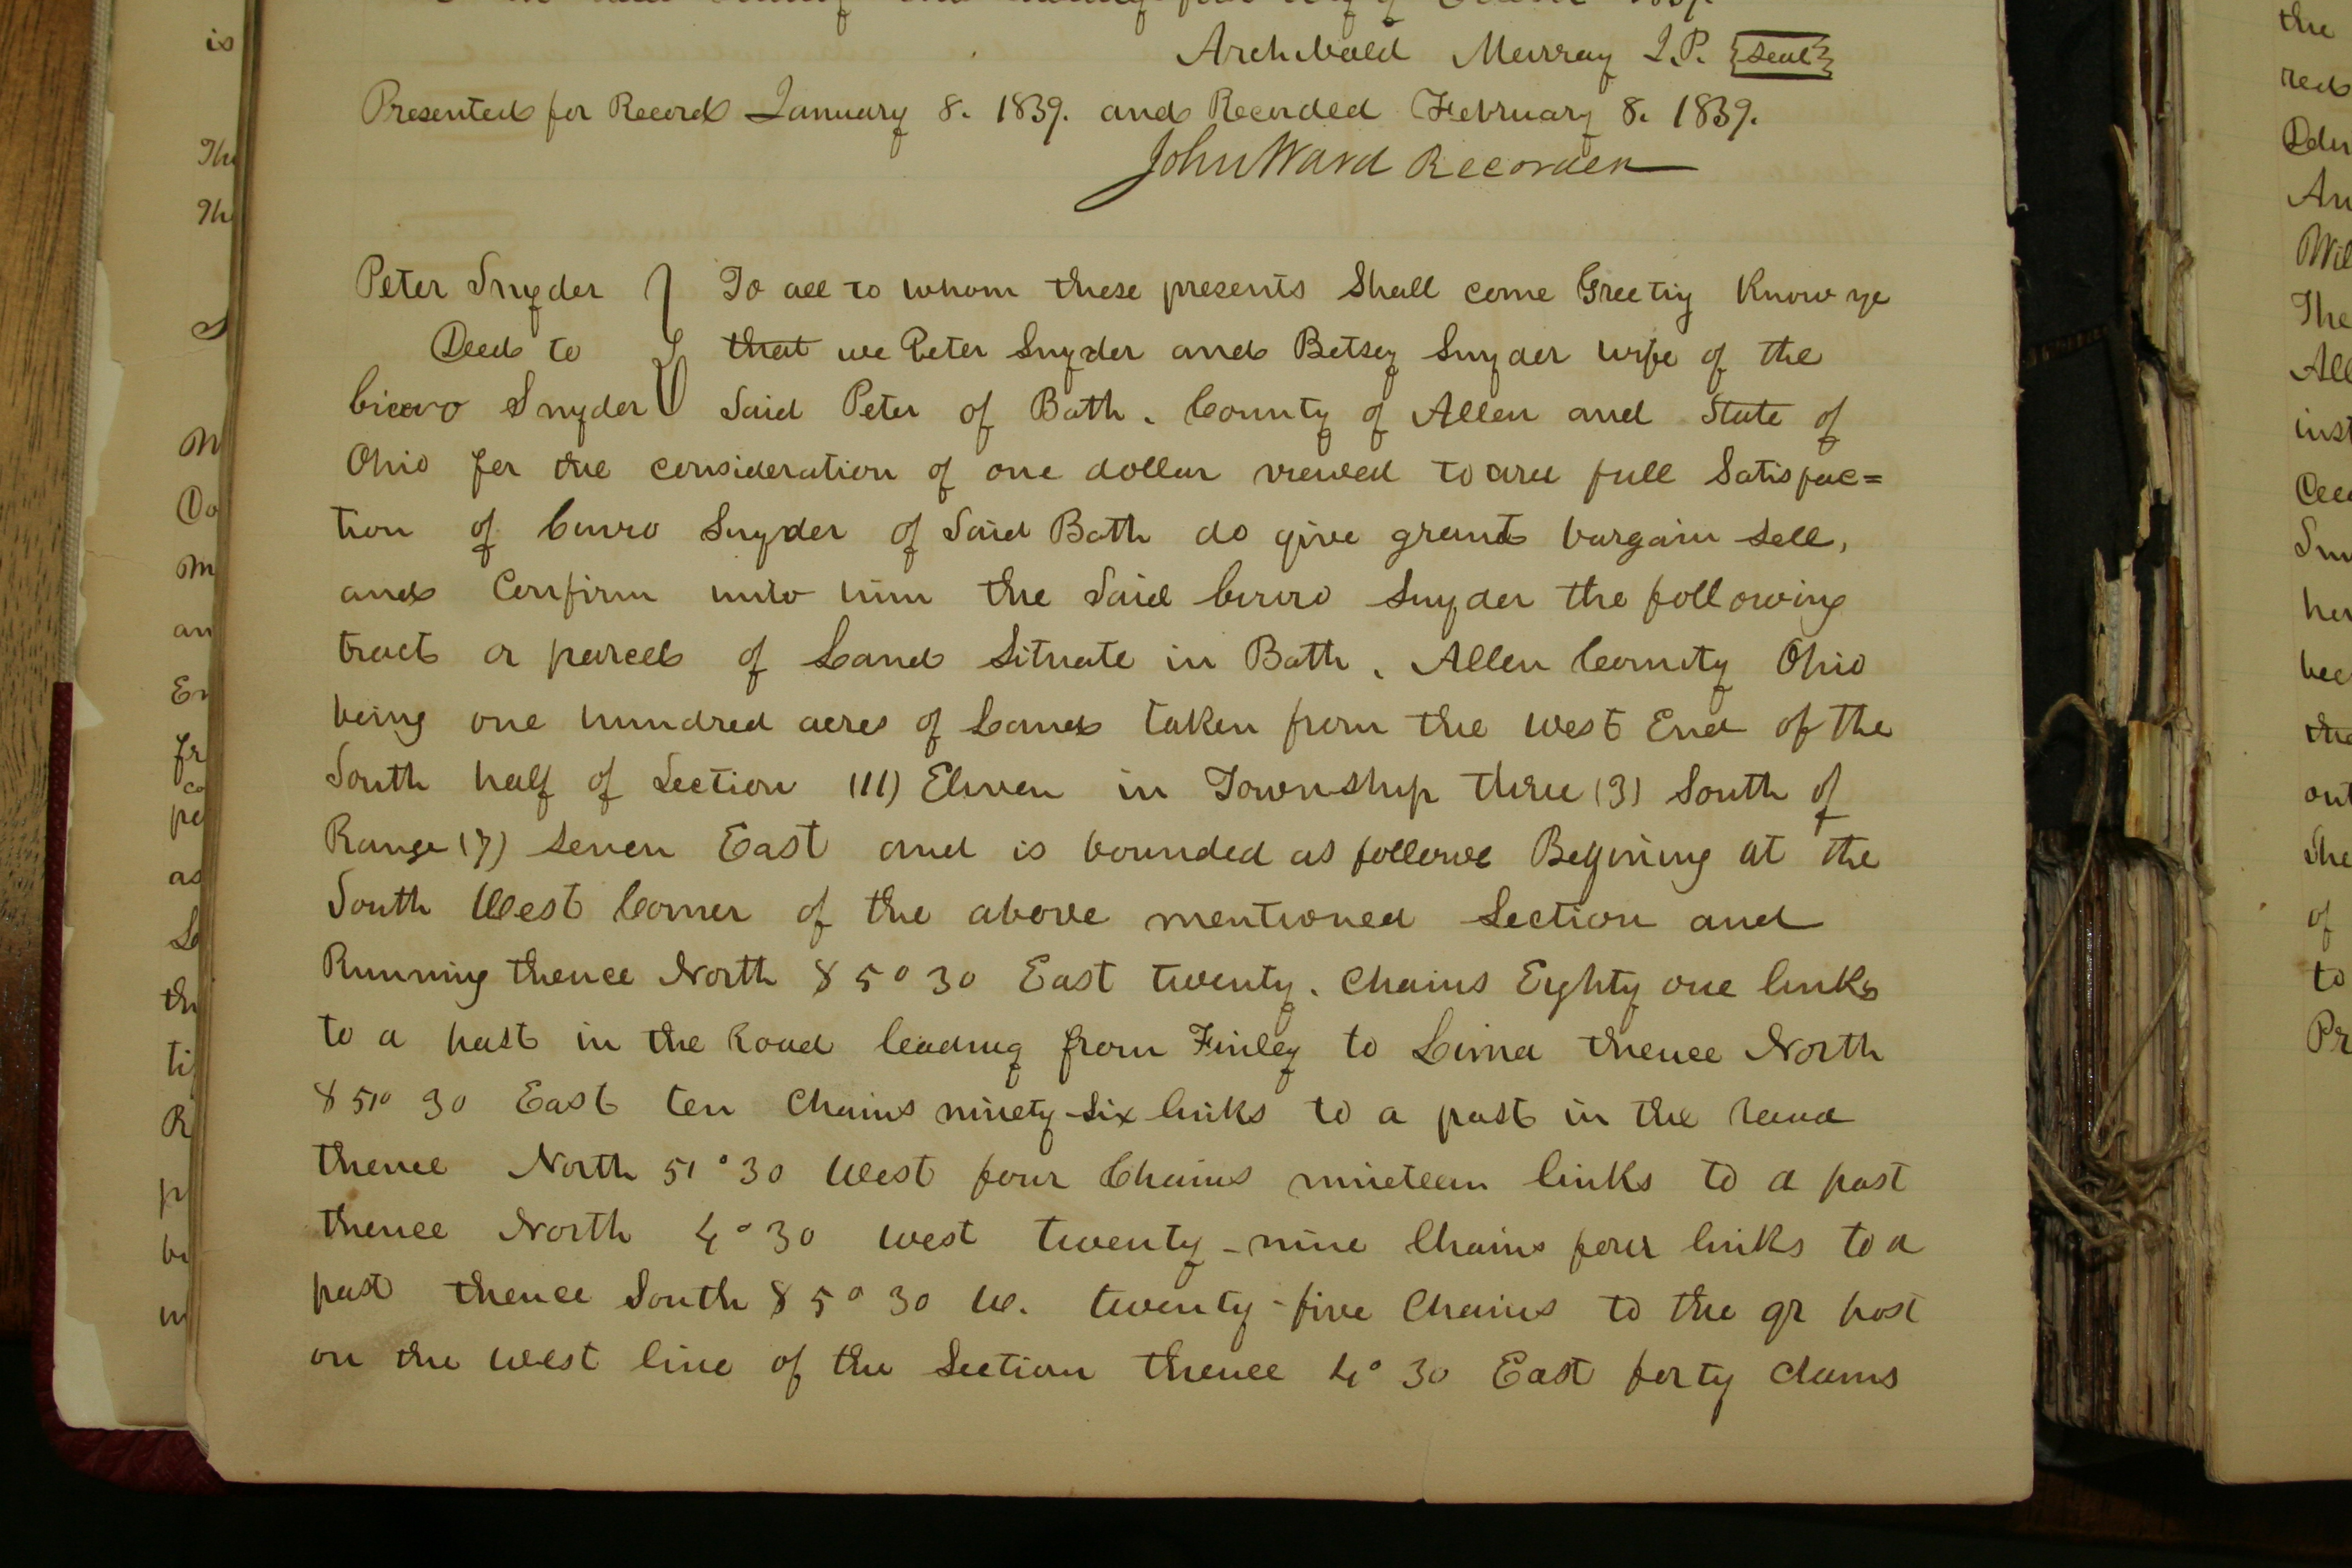 Archibald Murray J.P. {Seal}
Presented for Record January 8. 1839. and Recorded February 8. 1839.
John Ward Recorder
Peter Snyder } To all to whom these presents Shall come Greeting Know ye
Deed to } that we Peter Snyder and Betsey Snyder wife of the
Snyder } Said Peter of Bath. County of Allen and State of
Ohio for the consideration of one dollar rieved to our full Satisfac=
tion of Snyder of Said Bath do give grant bargain Sell,
and Confirm unto him the Said Snyder the following
tract or parcel of Land Situate in Bath. Allen County Ohio
being one hundred acres of Land taken from the west End of the
South half of Section (11) Eleven in Township three (3) South of
Range (7) Seven East and is bounded as follows Begining at the
South West Corner of the above mentioned Section and
Running thence North 85° 30 East twenty. Chains Eighty one links
to a post in the Road leading from Finley to Lima thence North
85° 30 East ten Chains ninety-Six links to a post in the
thence North 51° 30 West four Chains nineteen links to a post
thence North 4° 30 west twenty-nine Chains four links to a
post thence South 85° 30 W. twenty-five Chains to the post
on the west line of the Section thence 4° 30 East forty chains